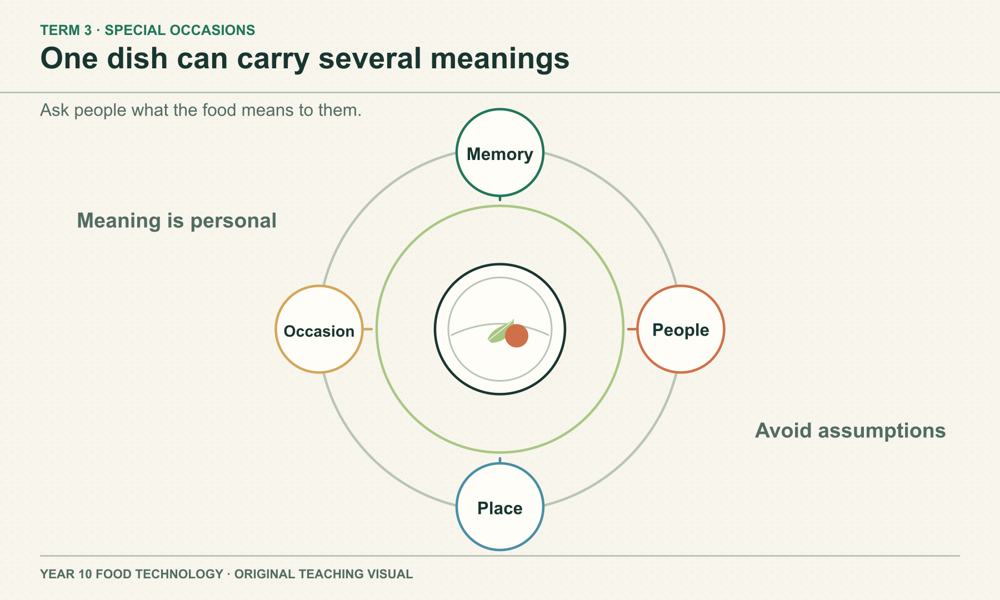 TERM 3 · SPECIAL OCCASIONS
One dish can carry several meanings
Ask people what the food means to them.
Memory
Meaning is personal
Occasion
People
Avoid assumptions
Place
YEAR 10 FOOD TECHNOLOGY · ORIGINAL TEACHING VISUAL